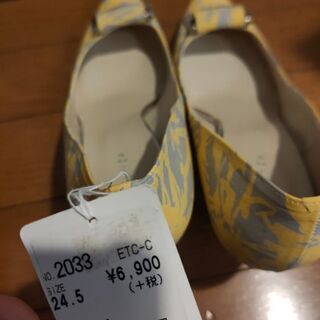 NO. 2033 ETC-C
SIZE ¥6,900
24.5 (+税)